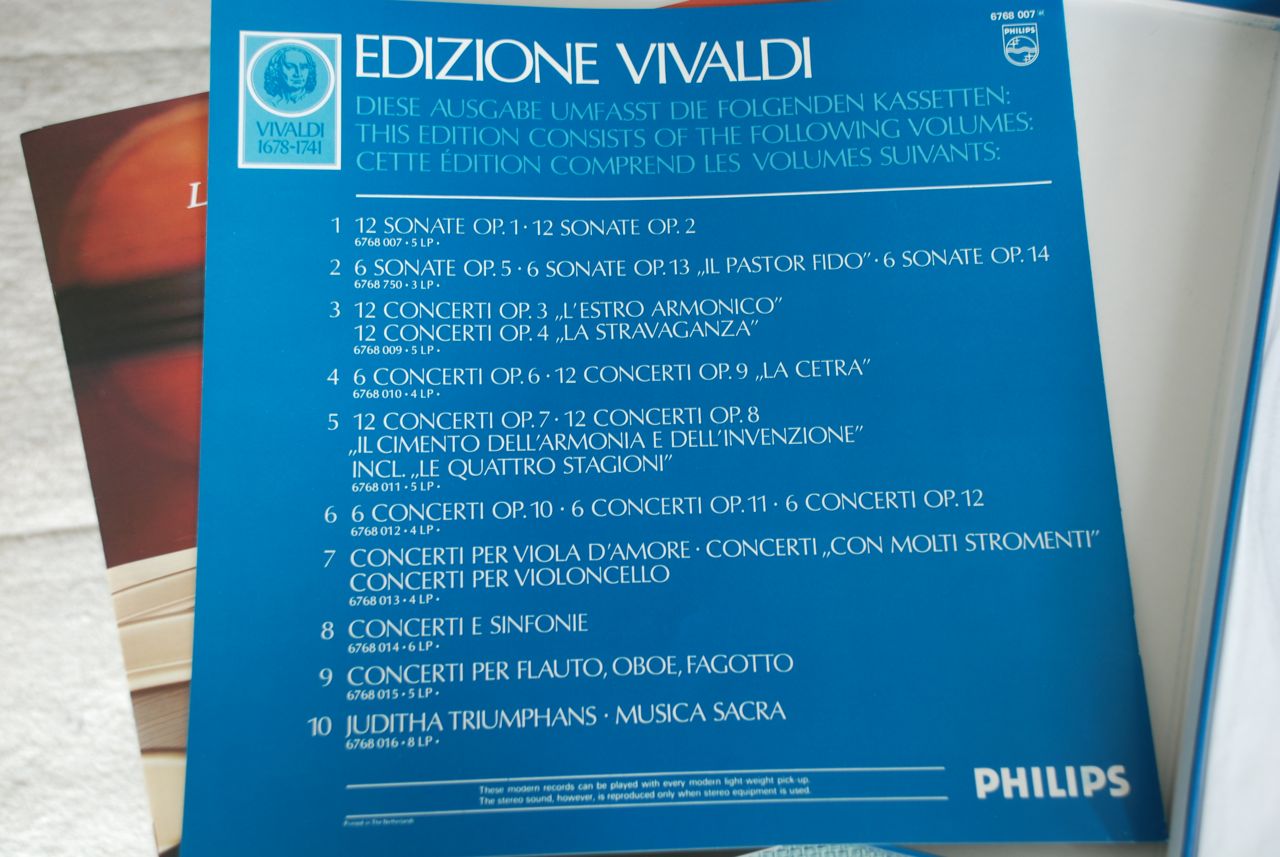 6768 007
PHILIPS
EDIZIONE VIVALDI
VIVALDI
1678-1741
DIESE AUSGABE UMFASST DIE FOLGENDEN KASSETTEN:
THIS EDITION CONSISTS OF THE FOLLOWING VOLUMES:
CETTE ÉDITION COMPREND LES VOLUMES SUIVANTS:
L
1 12 SONATE OP. 1 · 12 SONATE OP. 2
6768 007 • 5 LP •
2 6 SONATE OP. 5 · 6 SONATE OP. 13 „IL PASTOR FIDO” · 6 SONATE OP. 14
6768 750 • 3 LP •
3 12 CONCERTI OP. 3 „L'ESTRO ARMONICO”
12 CONCERTI OP. 4 „LA STRAVAGANZA”
6768 009 • 5 LP •
4 6 CONCERTI OP. 6 · 12 CONCERTI OP. 9 „LA CETRA”
6768 010 • 4 LP •
5 12 CONCERTI OP. 7 · 12 CONCERTI OP. 8
„IL CIMENTO DELL'ARMONIA E DELL'INVENZIONE”
INCL. „LE QUATTRO STAGIONI”
6768 011 • 5 LP •
6 6 CONCERTI OP. 10 · 6 CONCERTI OP. 11 · 6 CONCERTI OP. 12
6768 012 • 4 LP •
7 CONCERTI PER VIOLA D'AMORE · CONCERTI „CON MOLTI STROMENTI”
CONCERTI PER VIOLONCELLO
6768 013 • 4 LP •
8 CONCERTI E SINFONIE
6768 014 • 6 LP •
9 CONCERTI PER FLAUTO, OBOE, FAGOTTO
6768 015 • 5 LP •
10 JUDITHA TRIUMPHANS · MUSICA SACRA
6768 016 • 8 LP •
These modern records can be played with every modern light-weight pick-up.
The stereo sound, however, is reproduced only when stereo equipment is used.
PHILIPS
Printed in The Netherlands